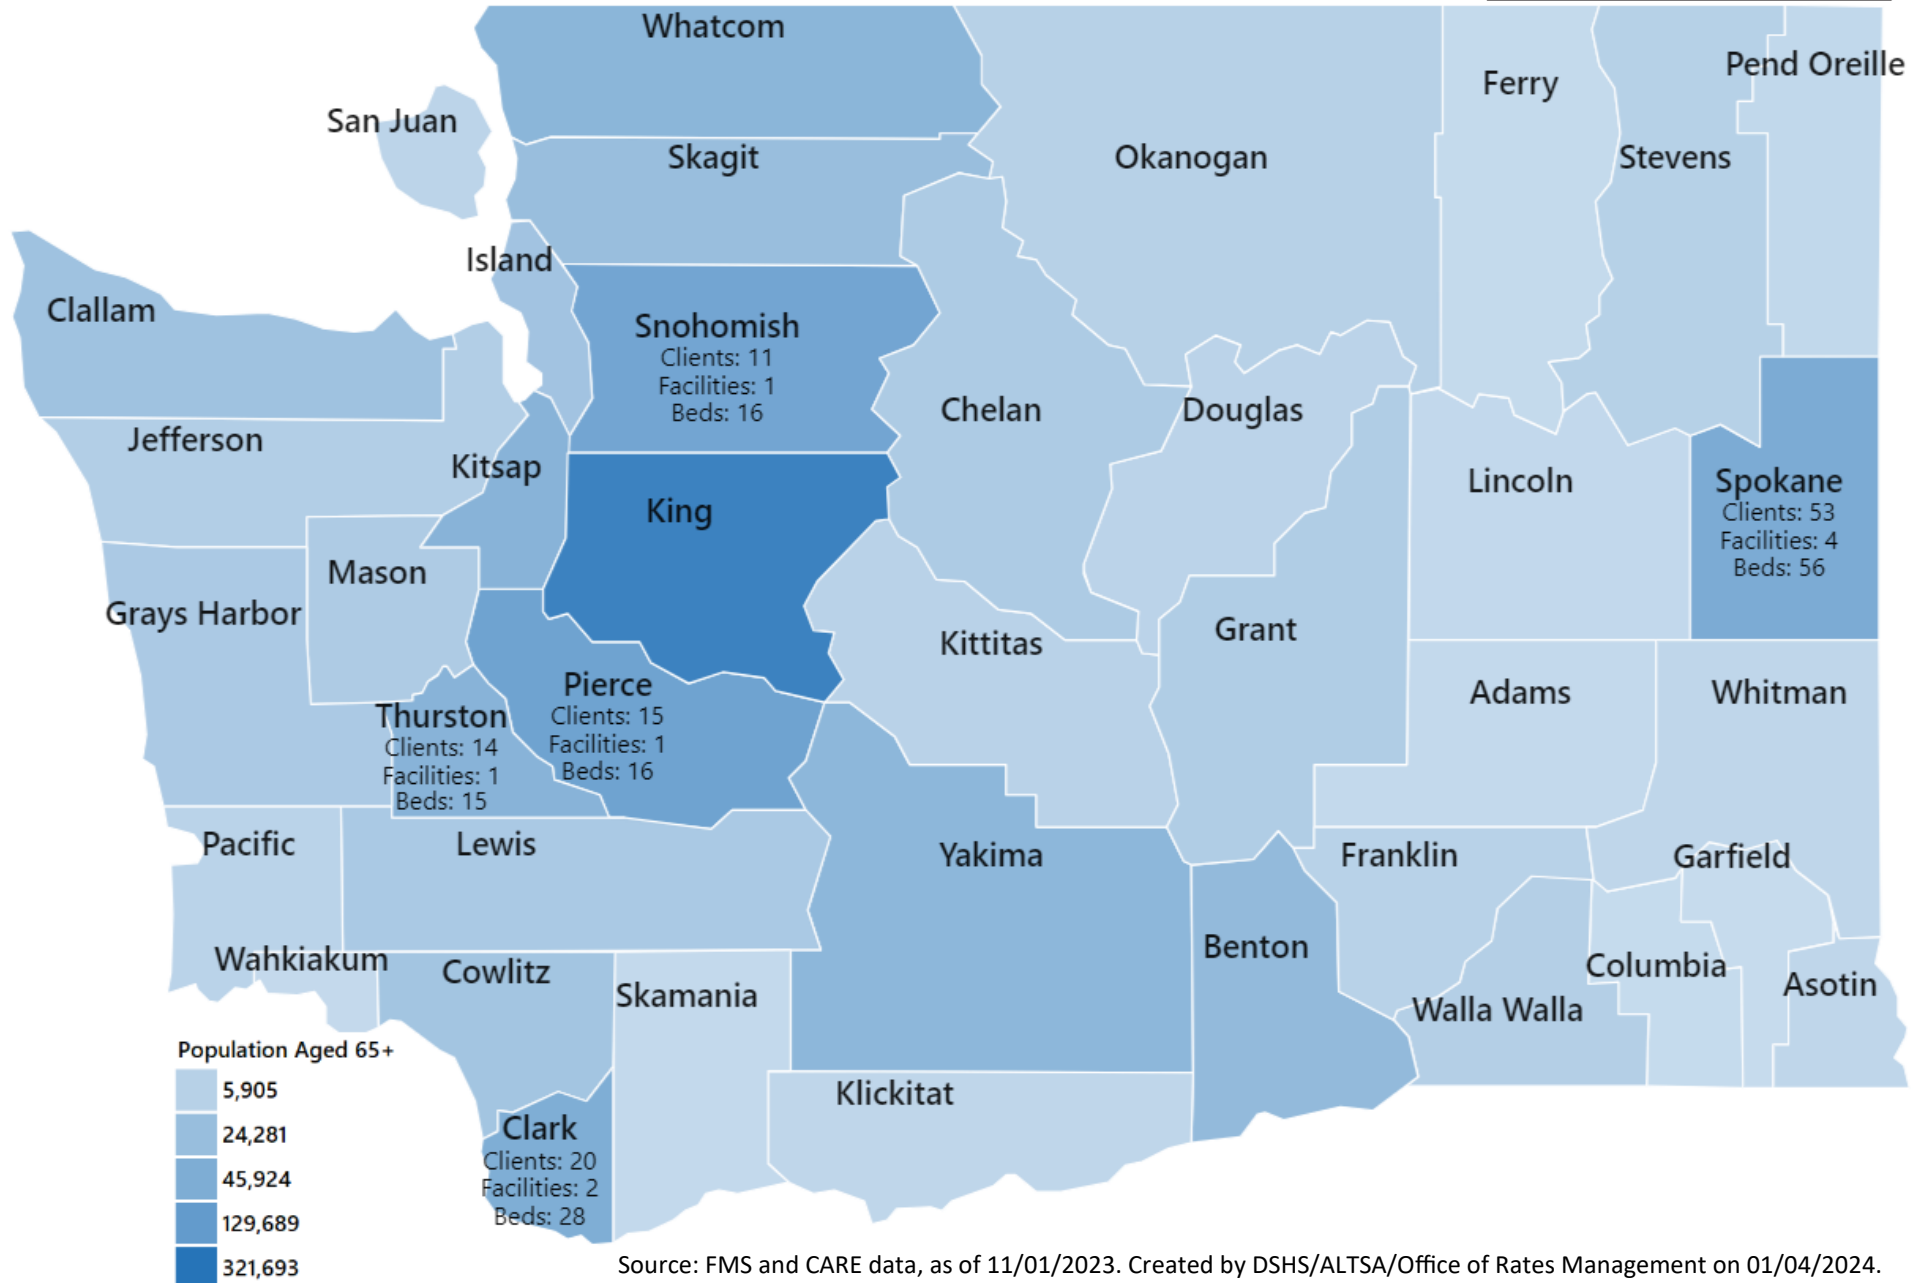 Whatcom
Pend Oreille
Ferry
San Juan
Skagit
Okanogan
Stevens
Island
Clallam
Snohomish
Clients: 11
Facilities: 1
Beds: 16
Chelan
Douglas
Jefferson
Kitsap
King
Lincoln
Spokane
Clients: 53
Facilities: 4
Beds: 56
Mason
Grays Harbor
Kittitas
Grant
Pierce
Clients: 15
Facilities: 1
Beds: 16
Adams
Whitman
Thurston
Clients: 14
Facilities: 1
Beds: 15
Pacific
Lewis
Yakima
Franklin
Garfield
Wahkiakum
Cowlitz
Skamania
Benton
Columbia
Walla Walla
Asotin
Klickitat
Clark
Clients: 20
Facilities: 2
Beds: 28
Population Aged 65+
5,905
24,281
45,924
129,689
321,693
Source: FMS and CARE data, as of 11/01/2023. Created by DSHS/ALTSA/Office of Rates Management on 01/04/2024.